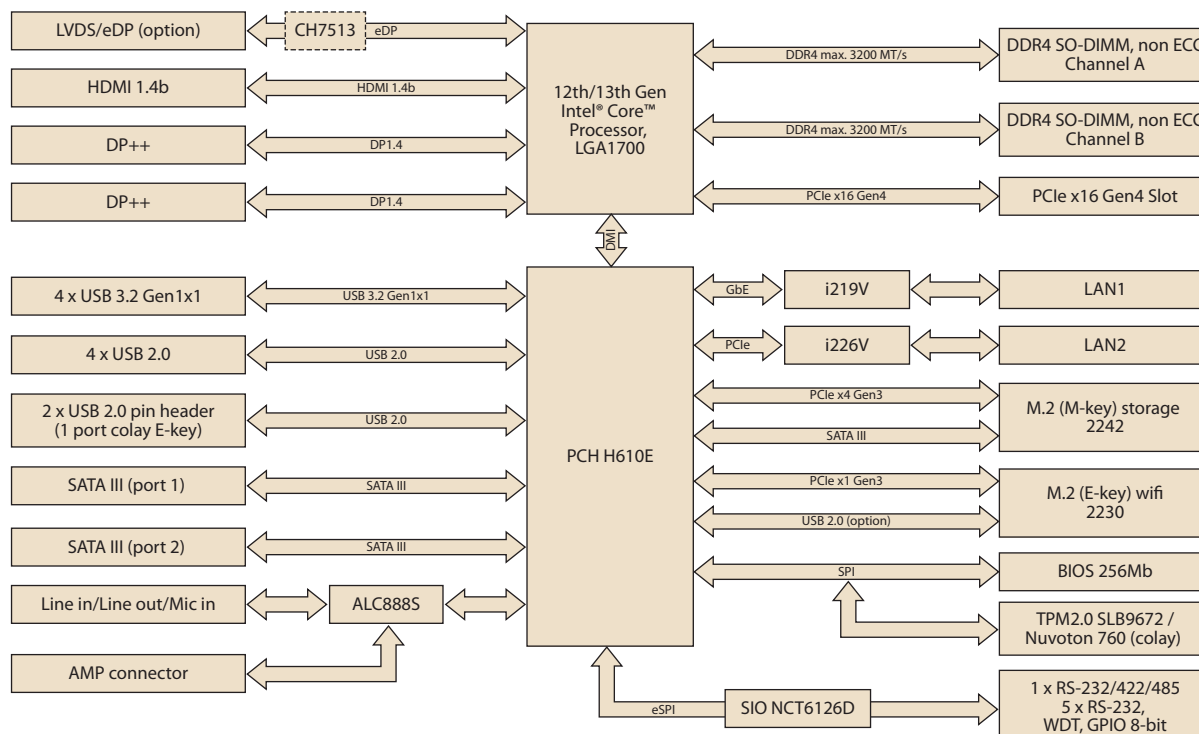 LVDS/eDP (option)
CH7513
eDP
HDMI 1.4b
HDMI 1.4b
DP++
DP1.4
DP++
DP1.4
12th/13th Gen
Intel® Core™
Processor,
LGA1700
DDR4 max. 3200 MT/s
DDR4 SO-DIMM, non ECC
Channel A
DDR4 max. 3200 MT/s
DDR4 SO-DIMM, non ECC
Channel B
PCIe x16 Gen4
PCIe x16 Gen4 Slot
DMI
4 x USB 3.2 Gen1x1
USB 3.2 Gen1x1
4 x USB 2.0
USB 2.0
2 x USB 2.0 pin header
(1 port colay E-key)
USB 2.0
SATA III (port 1)
SATA III
SATA III (port 2)
SATA III
Line in/Line out/Mic in
ALC888S
AMP connector
PCH H610E
GbE
i219V
LAN1
PCIe
i226V
LAN2
PCIe x4 Gen3
SATA III
M.2 (M-key) storage
2242
PCIe x1 Gen3
USB 2.0 (option)
M.2 (E-key) wifi
2230
SPI
BIOS 256Mb
TPM2.0 SLB9672 /
Nuvoton 760 (colay)
eSPI
SIO NCT6126D
1 x RS-232/422/485
5 x RS-232,
WDT, GPIO 8-bit